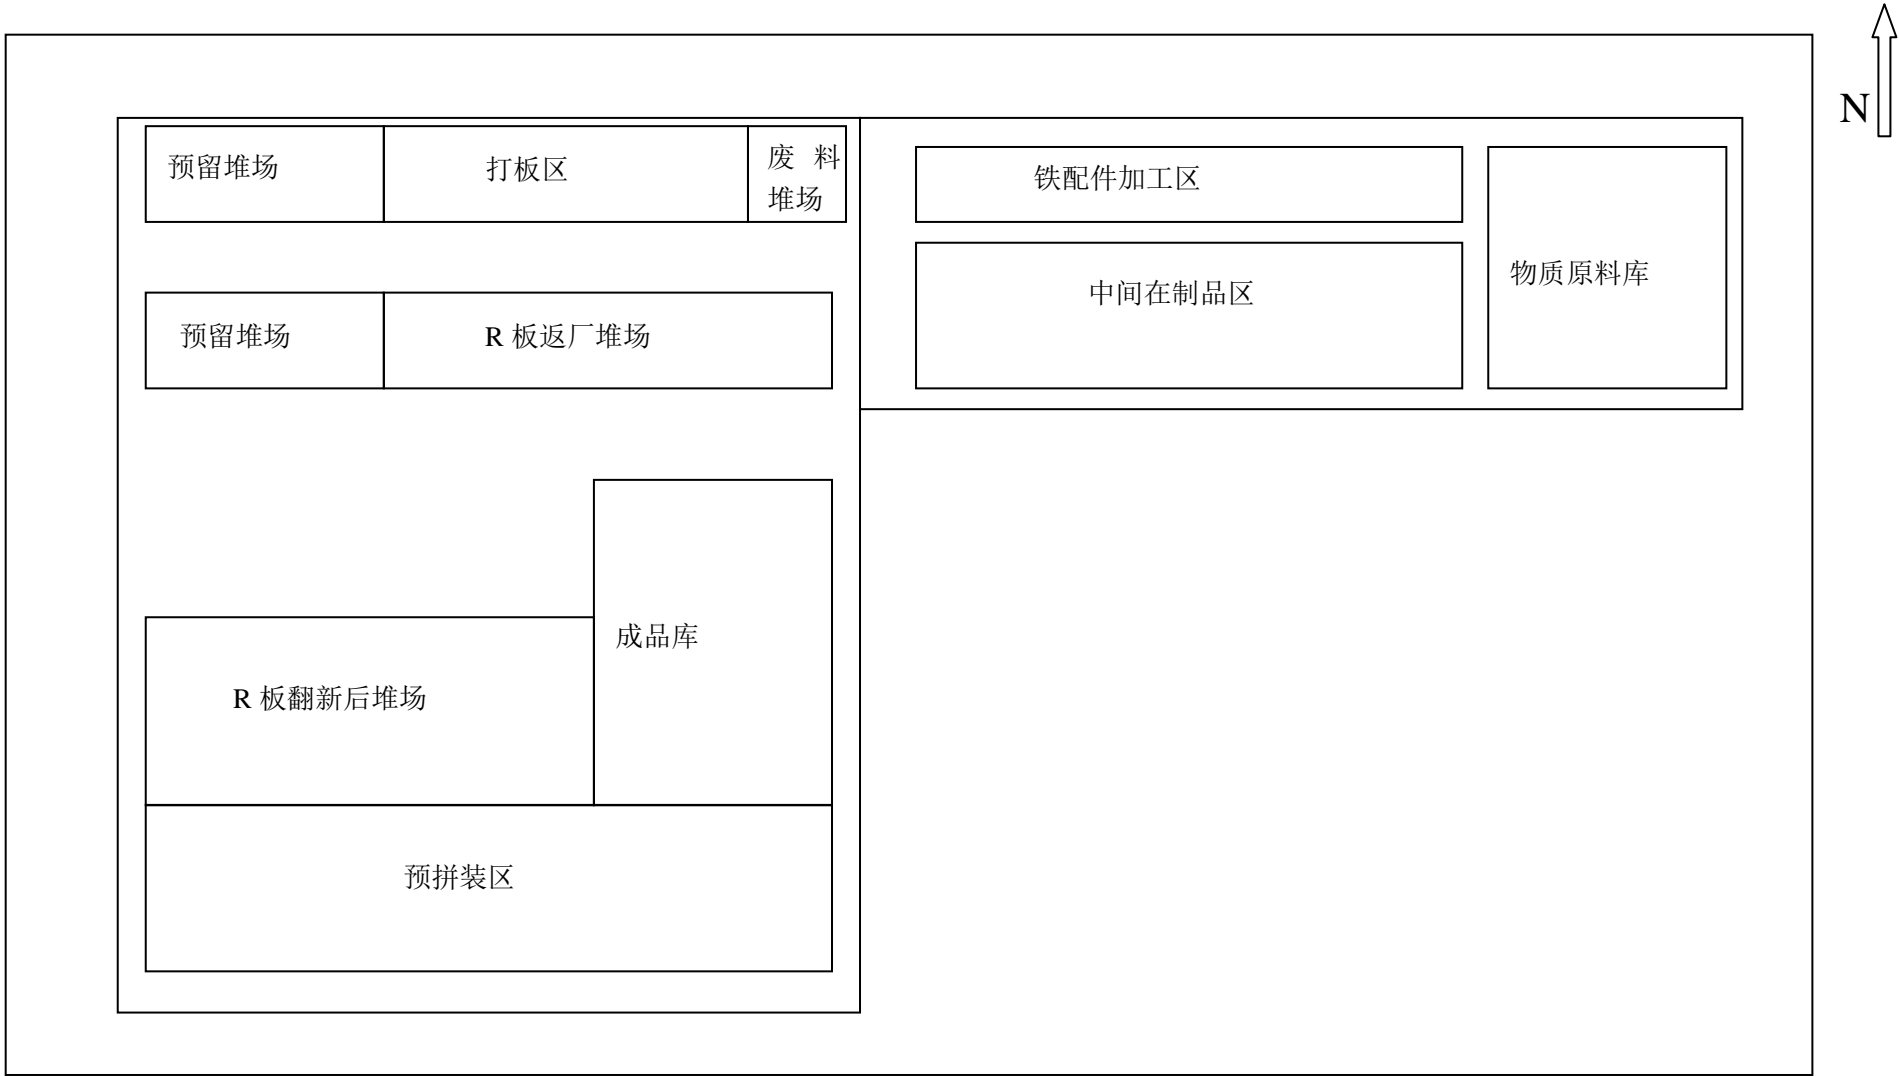 N
预留堆场
打板区
废 料
堆场
铁配件加工区
物质原料库
中间在制品区
预留堆场
R 板返厂堆场
成品库
R 板翻新后堆场
预拼装区